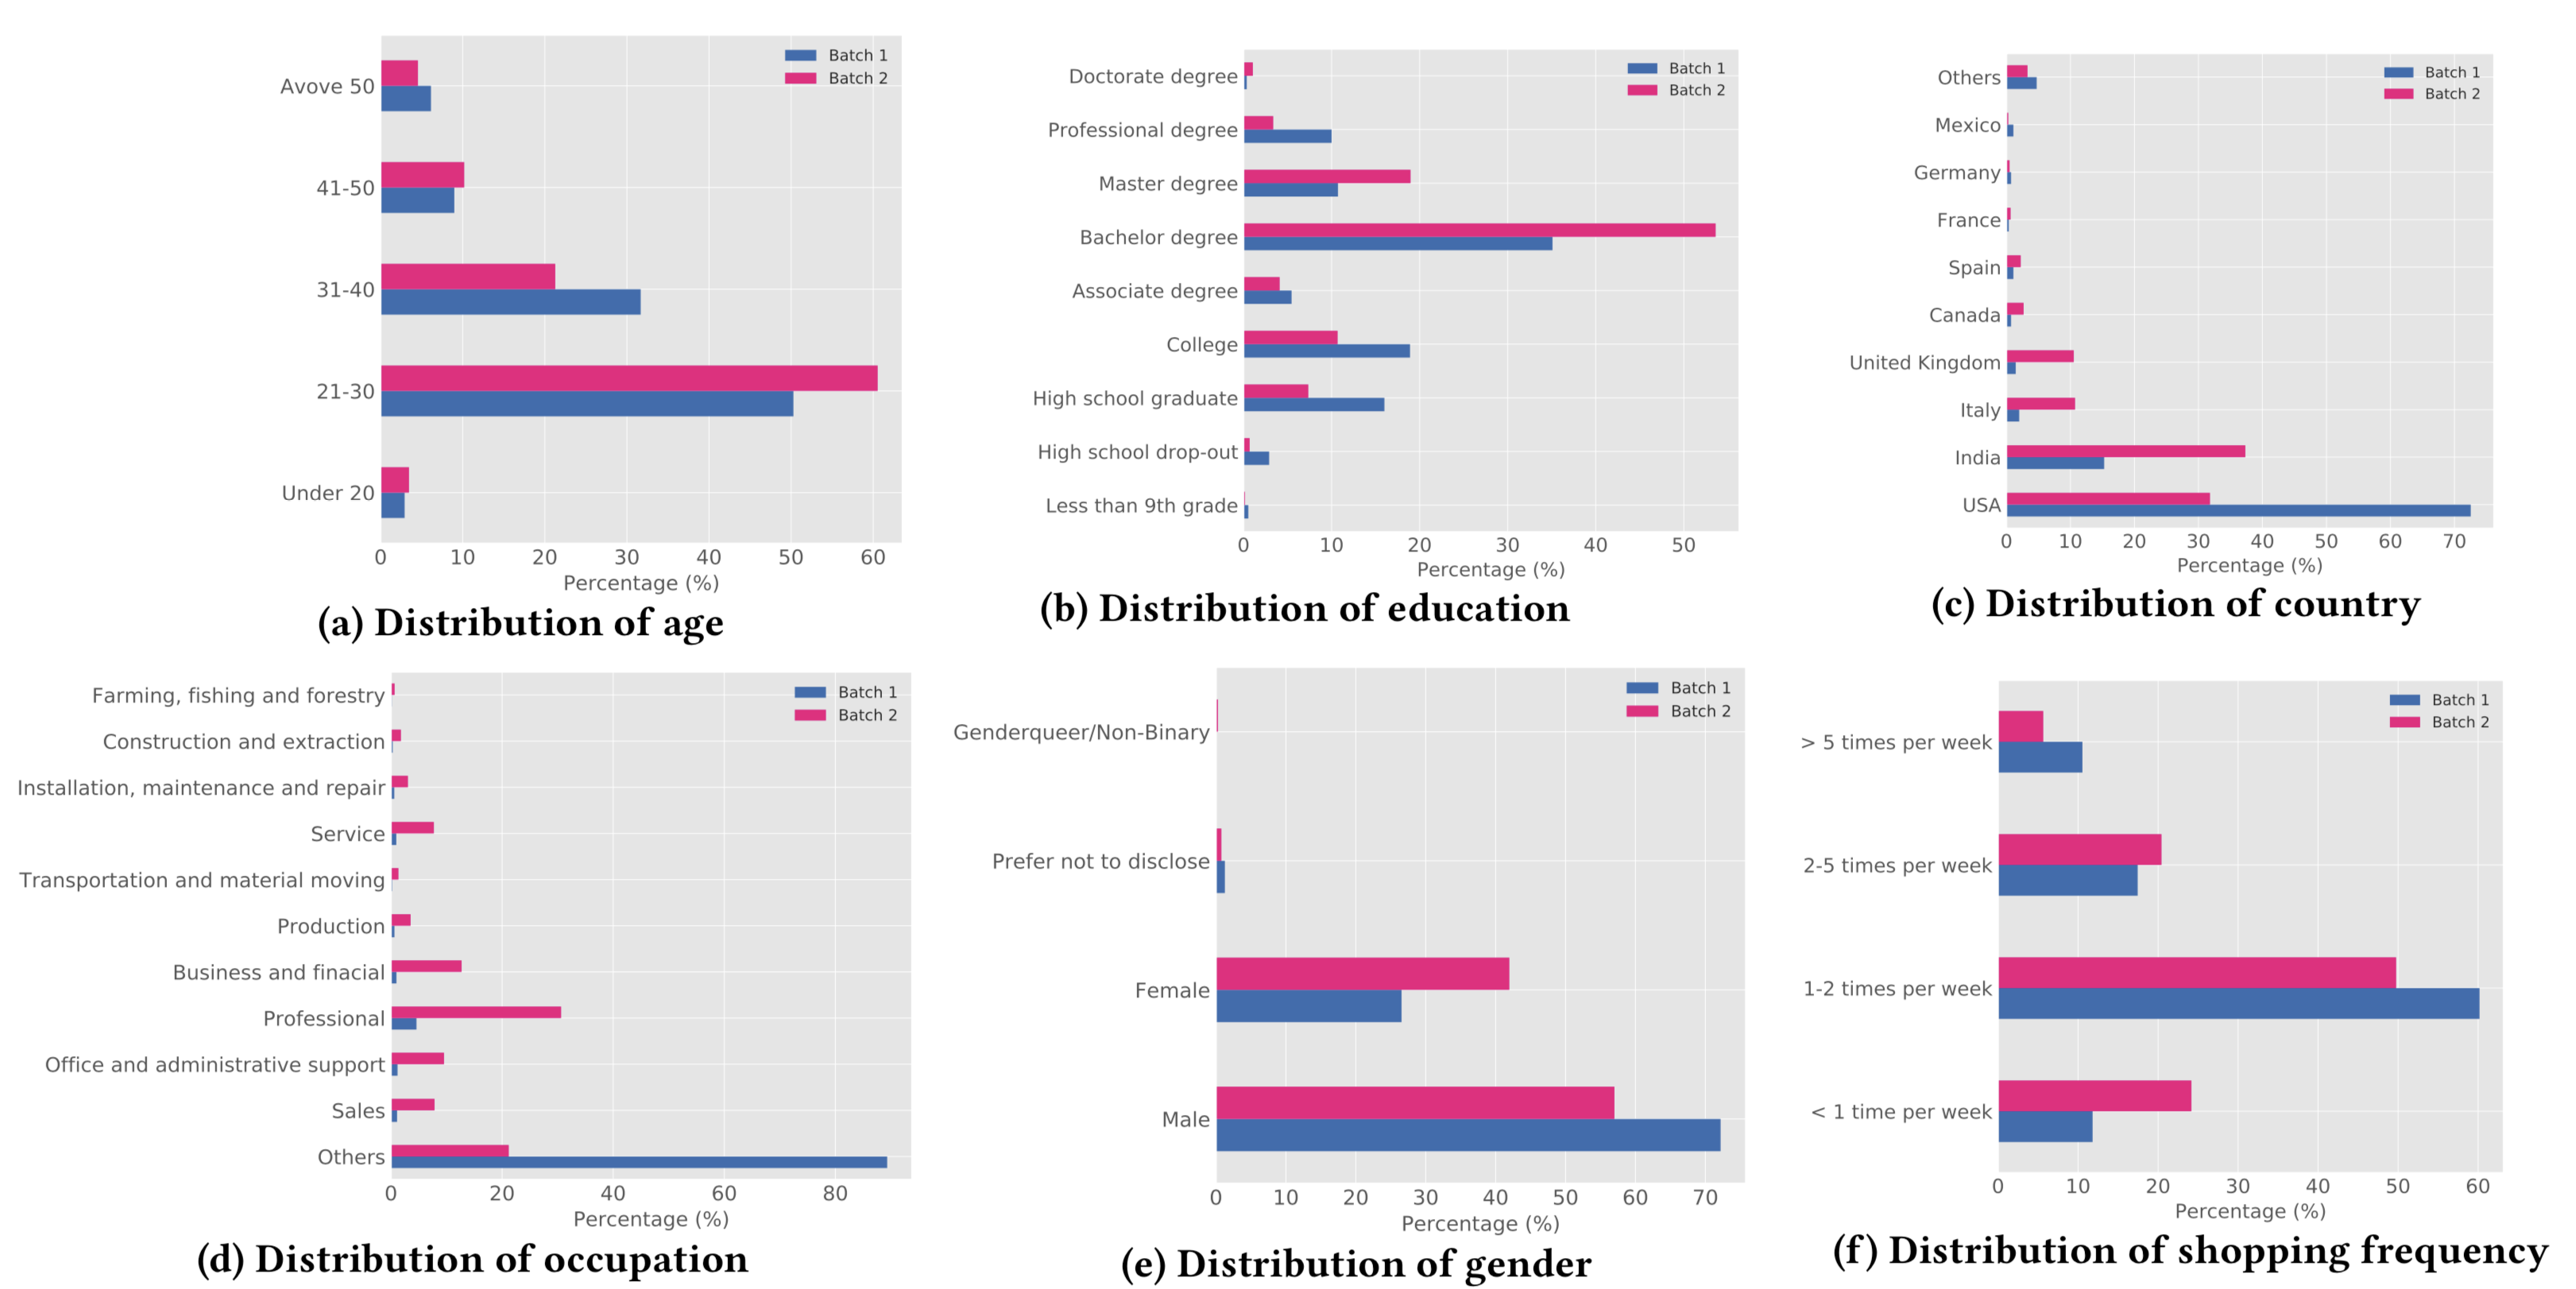 Batch 1
Batch 2
Avove 50
41-50
31-40
21-30
Under 20
0 10 20 30 40 50 60
Percentage (%)
(a) Distribution of age
Batch 1
Batch 2
Doctorate degree
Professional degree
Master degree
Bachelor degree
Associate degree
College
High school graduate
High school drop-out
Less than 9th grade
0 10 20 30 40 50
Percentage (%)
(b) Distribution of education
Batch 1
Batch 2
Others
Mexico
Germany
France
Spain
Canada
United Kingdom
Italy
India
USA
0 10 20 30 40 50 60 70
Percentage (%)
(c) Distribution of country
Batch 1
Batch 2
Farming, fishing and forestry
Construction and extraction
Installation, maintenance and repair
Service
Transportation and material moving
Production
Business and finacial
Professional
Office and administrative support
Sales
Others
0 20 40 60 80
Percentage (%)
(d) Distribution of occupation
Batch 1
Batch 2
Genderqueer/Non-Binary
Prefer not to disclose
Female
Male
0 10 20 30 40 50 60 70
Percentage (%)
(e) Distribution of gender
Batch 1
Batch 2
> 5 times per week
2-5 times per week
1-2 times per week
< 1 time per week
0 10 20 30 40 50 60
Percentage (%)
(f) Distribution of shopping frequency